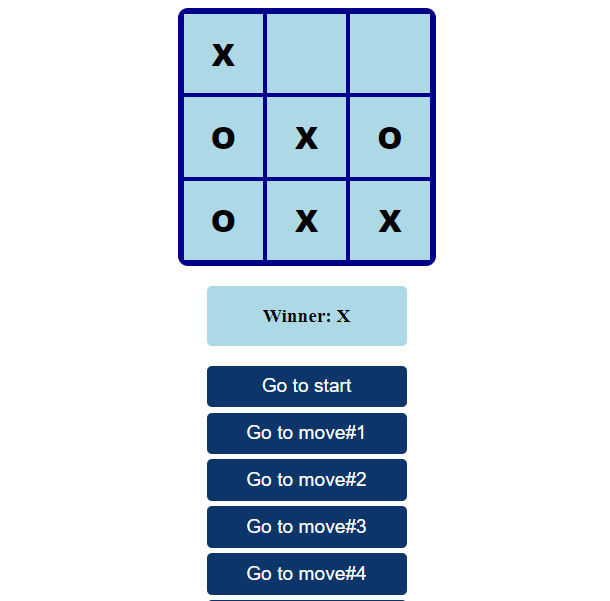 X
O X O
O X X
Winner: X
Go to start
Go to move#1
Go to move#2
Go to move#3
Go to move#4